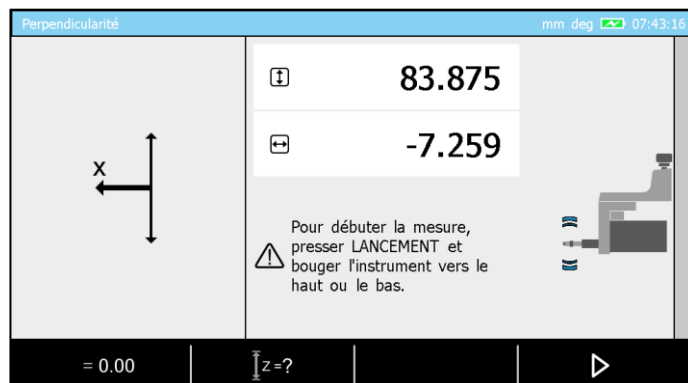 Perpendicularité
mm deg 07:43:16
83.875
X
-7.259
Pour débuter la mesure,
presser LANCEMENT et
bouger l'instrument vers le
haut ou le bas.
= 0.00
z=?